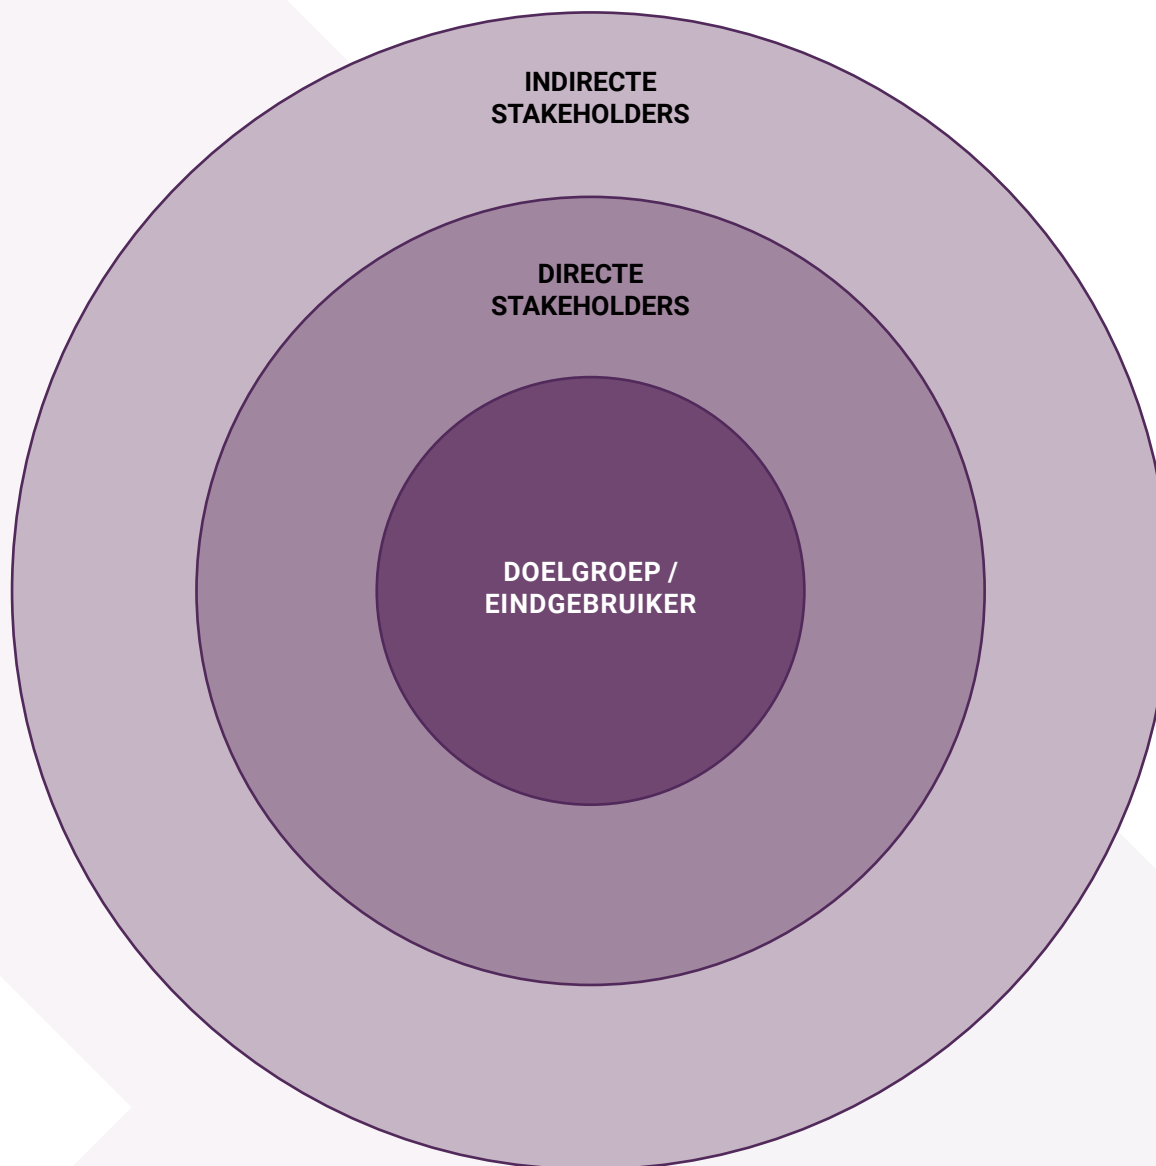 INDIRECTE
STAKEHOLDERS
DIRECTE
STAKEHOLDERS
DOELGROEP /
EINDGEBRUIKER